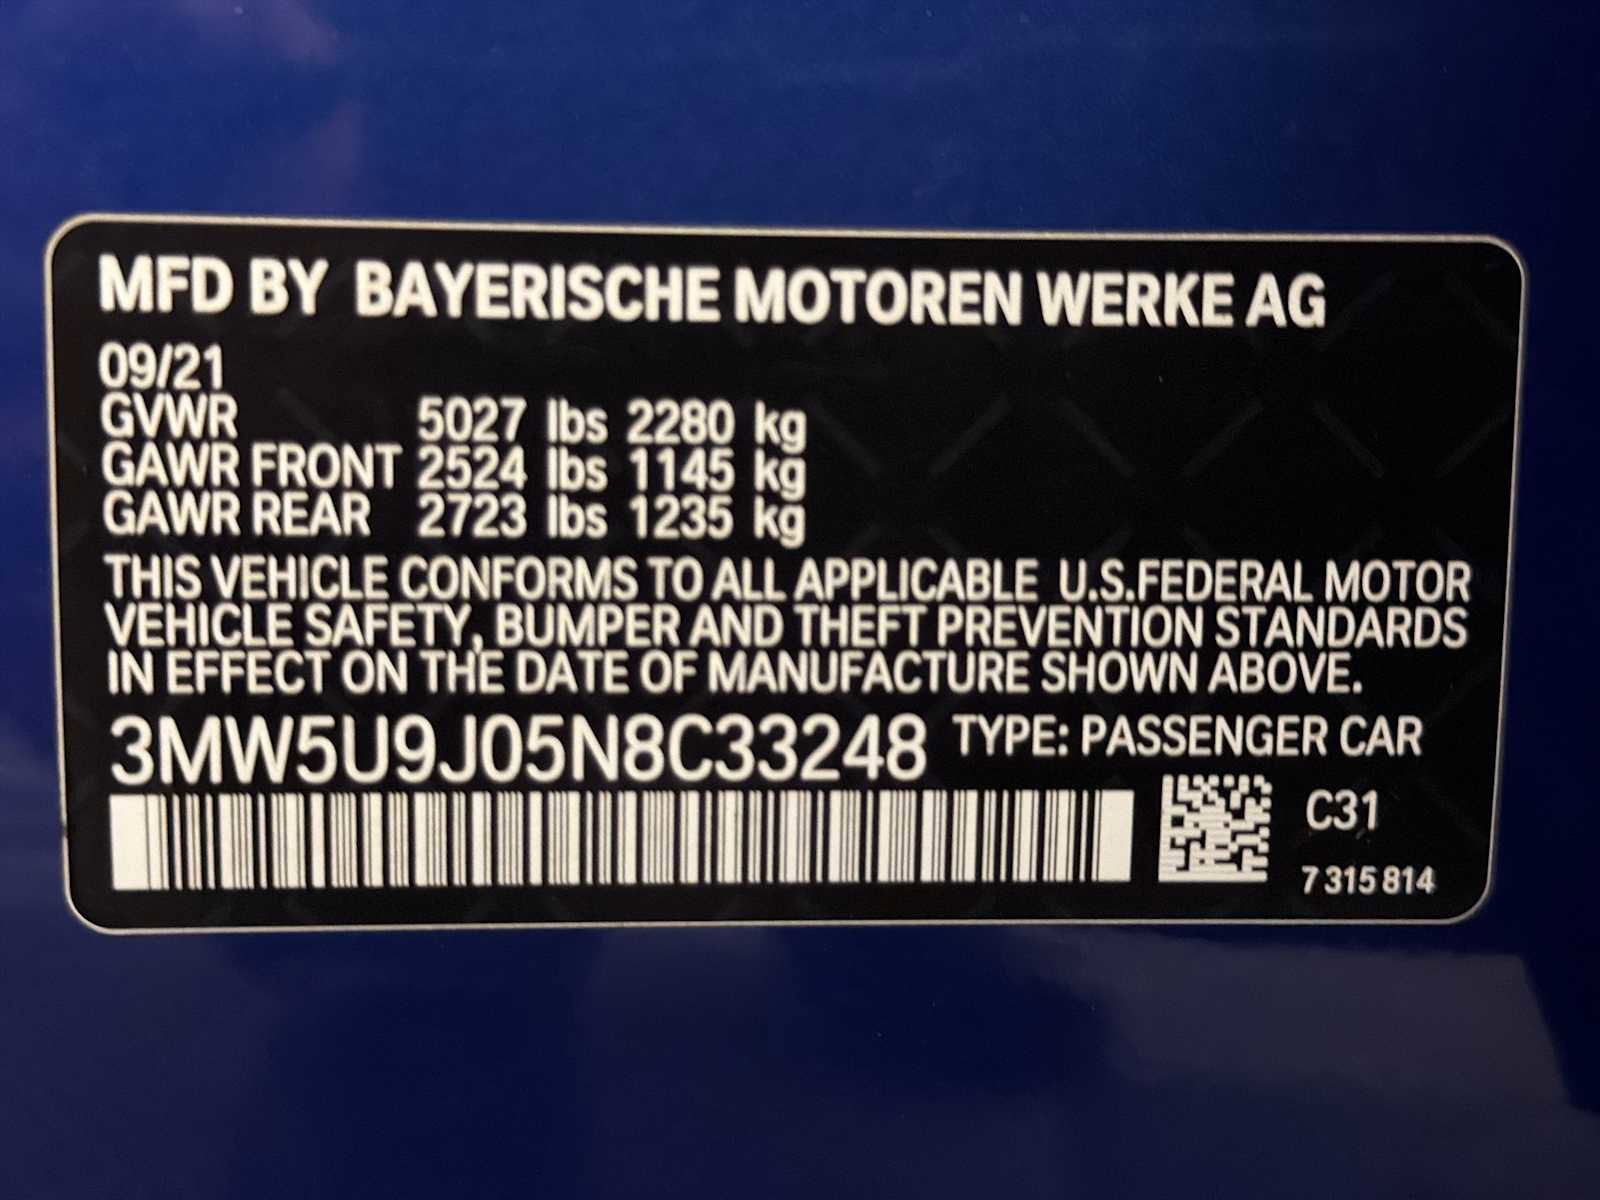 MFD BY BAYERISCHE MOTOREN WERKE AG
09/21
GVWR 5027 lbs 2280 kg
GAWR FRONT 2524 lbs 1145 kg
GAWR REAR 2723 lbs 1235 kg
THIS VEHICLE CONFORMS TO ALL APPLICABLE U.S.FEDERAL MOTOR
VEHICLE SAFETY, BUMPER AND THEFT PREVENTION STANDARDS
IN EFFECT ON THE DATE OF MANUFACTURE SHOWN ABOVE.
3MW5U9J05N8C33248 TYPE: PASSENGER CAR
C31
7 315 814